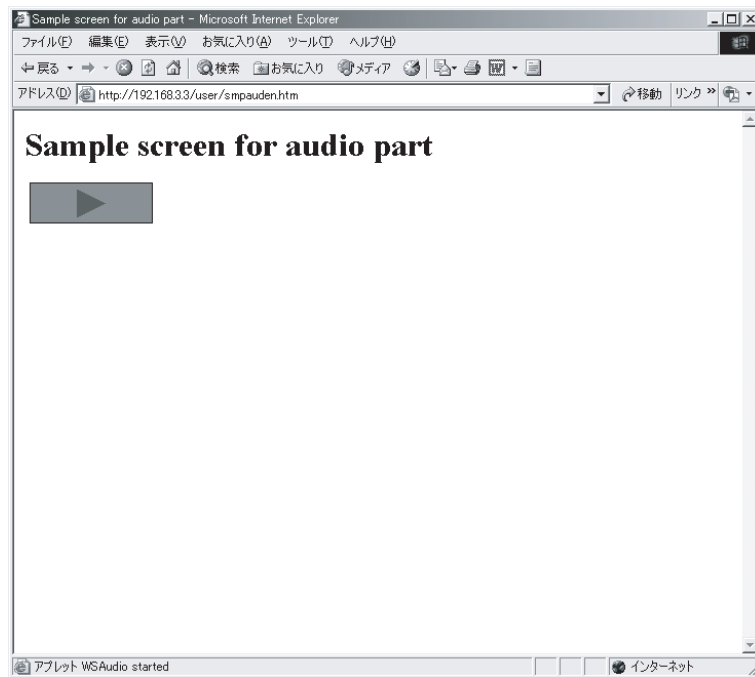 Sample screen for audio part - Microsoft Internet Explorer
ファイル(F) 編集(E) 表示(V) お気に入り(A) ツール(T) ヘルプ(H)
戻る 検索 お気に入り メディア
アドレス(D) http://192.168.3.3/user/smpauden.htm 移動 リンク »
Sample screen for audio part
アプレット WSAudio started インターネット